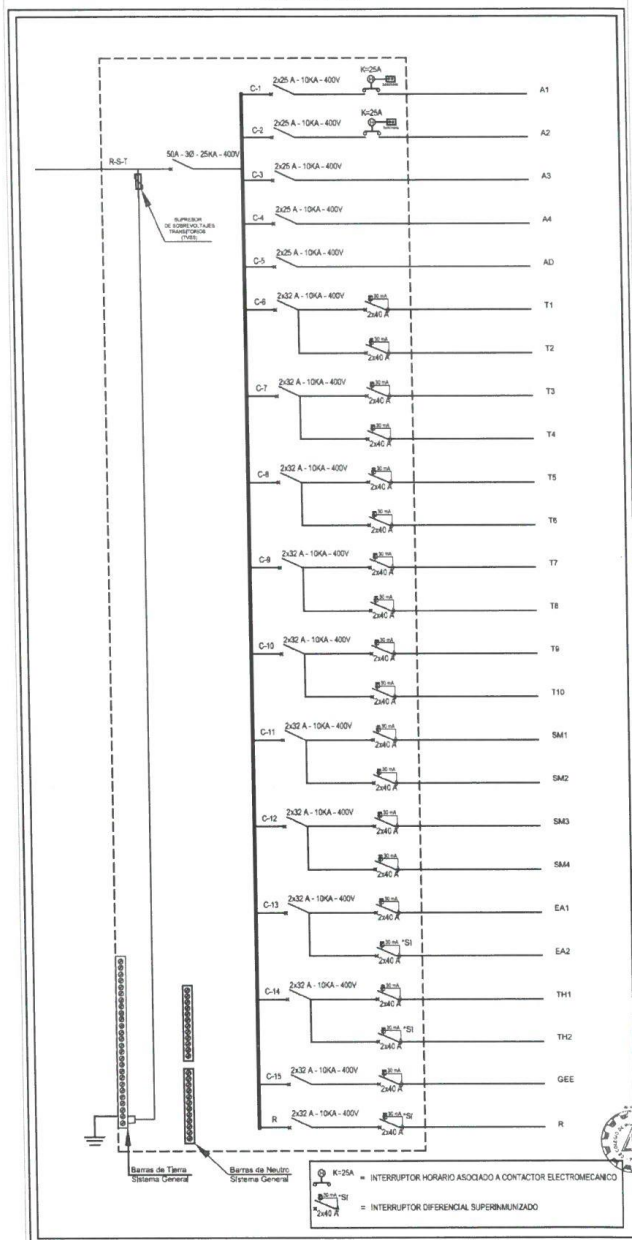 K=25A
C-1 2x25 A - 10KA - 400V A1
K=25A
C-2 2x25 A - 10KA - 400V A2
R-S-T 50A - 3Ø - 25KA - 400V
C-3 2x25 A - 10KA - 400V A3
SUPRESOR
DE SOBREVOLTAJES
TRANSITORIOS
(TVSS)
C-4 2x25 A - 10KA - 400V A4
C-5 2x25 A - 10KA - 400V AD
C-6 2x32 A - 10KA - 400V 30 mA 2x40 A T1
30 mA 2x40 A T2
C-7 2x32 A - 10KA - 400V 30 mA 2x40 A T3
30 mA 2x40 A T4
C-8 2x32 A - 10KA - 400V 30 mA 2x40 A T5
30 mA 2x40 A T6
C-9 2x32 A - 10KA - 400V 30 mA 2x40 A T7
30 mA 2x40 A T8
C-10 2x32 A - 10KA - 400V 30 mA 2x40 A T9
30 mA 2x40 A T10
C-11 2x32 A - 10KA - 400V 30 mA 2x40 A SM1
30 mA 2x40 A SM2
C-12 2x32 A - 10KA - 400V 30 mA 2x40 A SM3
30 mA 2x40 A SM4
C-13 2x32 A - 10KA - 400V 30 mA 2x40 A EA1
30 mA *SI 2x40 A EA2
C-14 2x32 A - 10KA - 400V 30 mA 2x40 A TH1
30 mA *SI 2x40 A TH2
C-15 2x32 A - 10KA - 400V 30 mA 2x40 A GEE
R 2x32 A - 10KA - 400V 30 mA *SI 2x40 A R
Barras de Tierra
Sistema General
Barras de Neutro
Sistema General
K=25A = INTERRUPTOR HORARIO ASOCIADO A CONTACTOR ELECTROMECANICO
30 mA *SI 2x40 A = INTERRUPTOR DIFERENCIAL SUPERINMUNIZADO